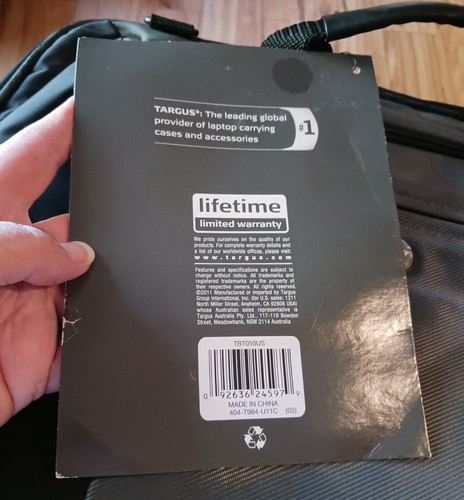 TARGUS®: The leading global
provider of laptop carrying
cases and accessories
#1
lifetime
limited warranty
We pride ourselves on the quality of our
products. For complete warranty details and
a list of our worldwide offices, please visit:
www.targus.com
Features and specifications are subject to
change without notice. All trademarks and
registered trademarks are the property of
their respective owners. All rights reserved.
©2011 Manufactured or imported by Targus
Group International, Inc. (for U.S. sales: 1211
North Miller Street, Anaheim, CA 92806 USA)
whose Australian sales representative is
Targus Australia Pty. Ltd., 117-119 Bowden
Street, Meadowbank, NSW 2114 Australia
TBT050US
0 92636 24597 9
MADE IN CHINA
404-T984-U11C (02)